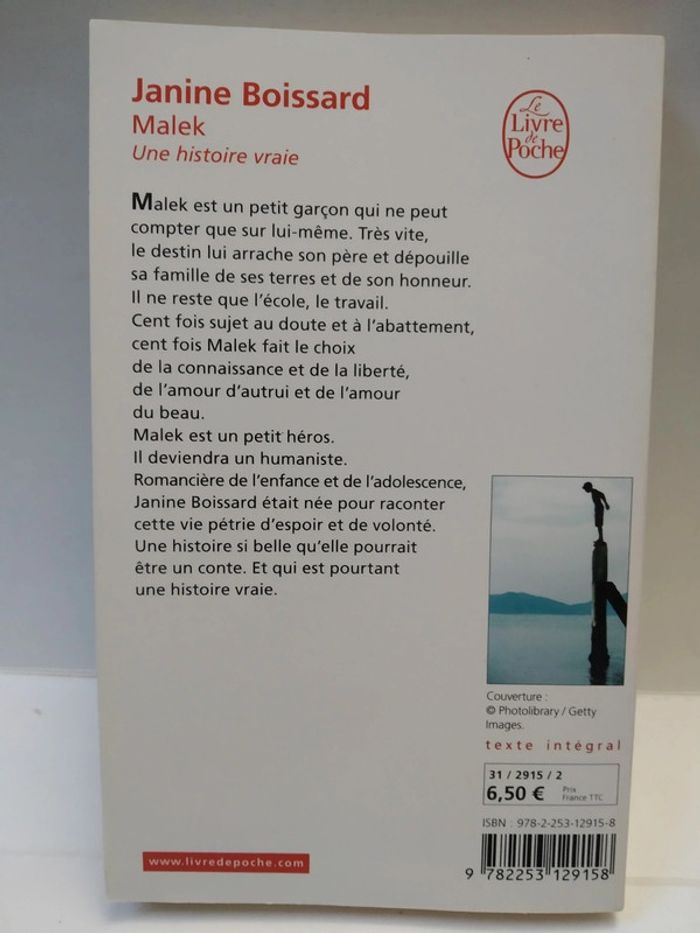 Janine Boissard
Malek
Une histoire vraie
Le
Livre
de
Poche
Malek est un petit garçon qui ne peut
compter que sur lui-même. Très vite,
le destin lui arrache son père et dépouille
sa famille de ses terres et de son honneur.
Il ne reste que l'école, le travail.
Cent fois sujet au doute et à l'abattement,
cent fois Malek fait le choix
de la connaissance et de la liberté,
de l'amour d'autrui et de l'amour
du beau.
Malek est un petit héros.
Il deviendra un humaniste.
Romancière de l'enfance et de l'adolescence,
Janine Boissard était née pour raconter
cette vie pétrie d'espoir et de volonté.
Une histoire si belle qu'elle pourrait
être un conte. Et qui est pourtant
une histoire vraie.
Couverture :
© Photolibrary / Getty
Images.
texte intégral
31 / 2915 / 2
6,50 € Prix
France TTC
ISBN : 978-2-253-12915-8
9 782253 129158
www.livredepoche.com